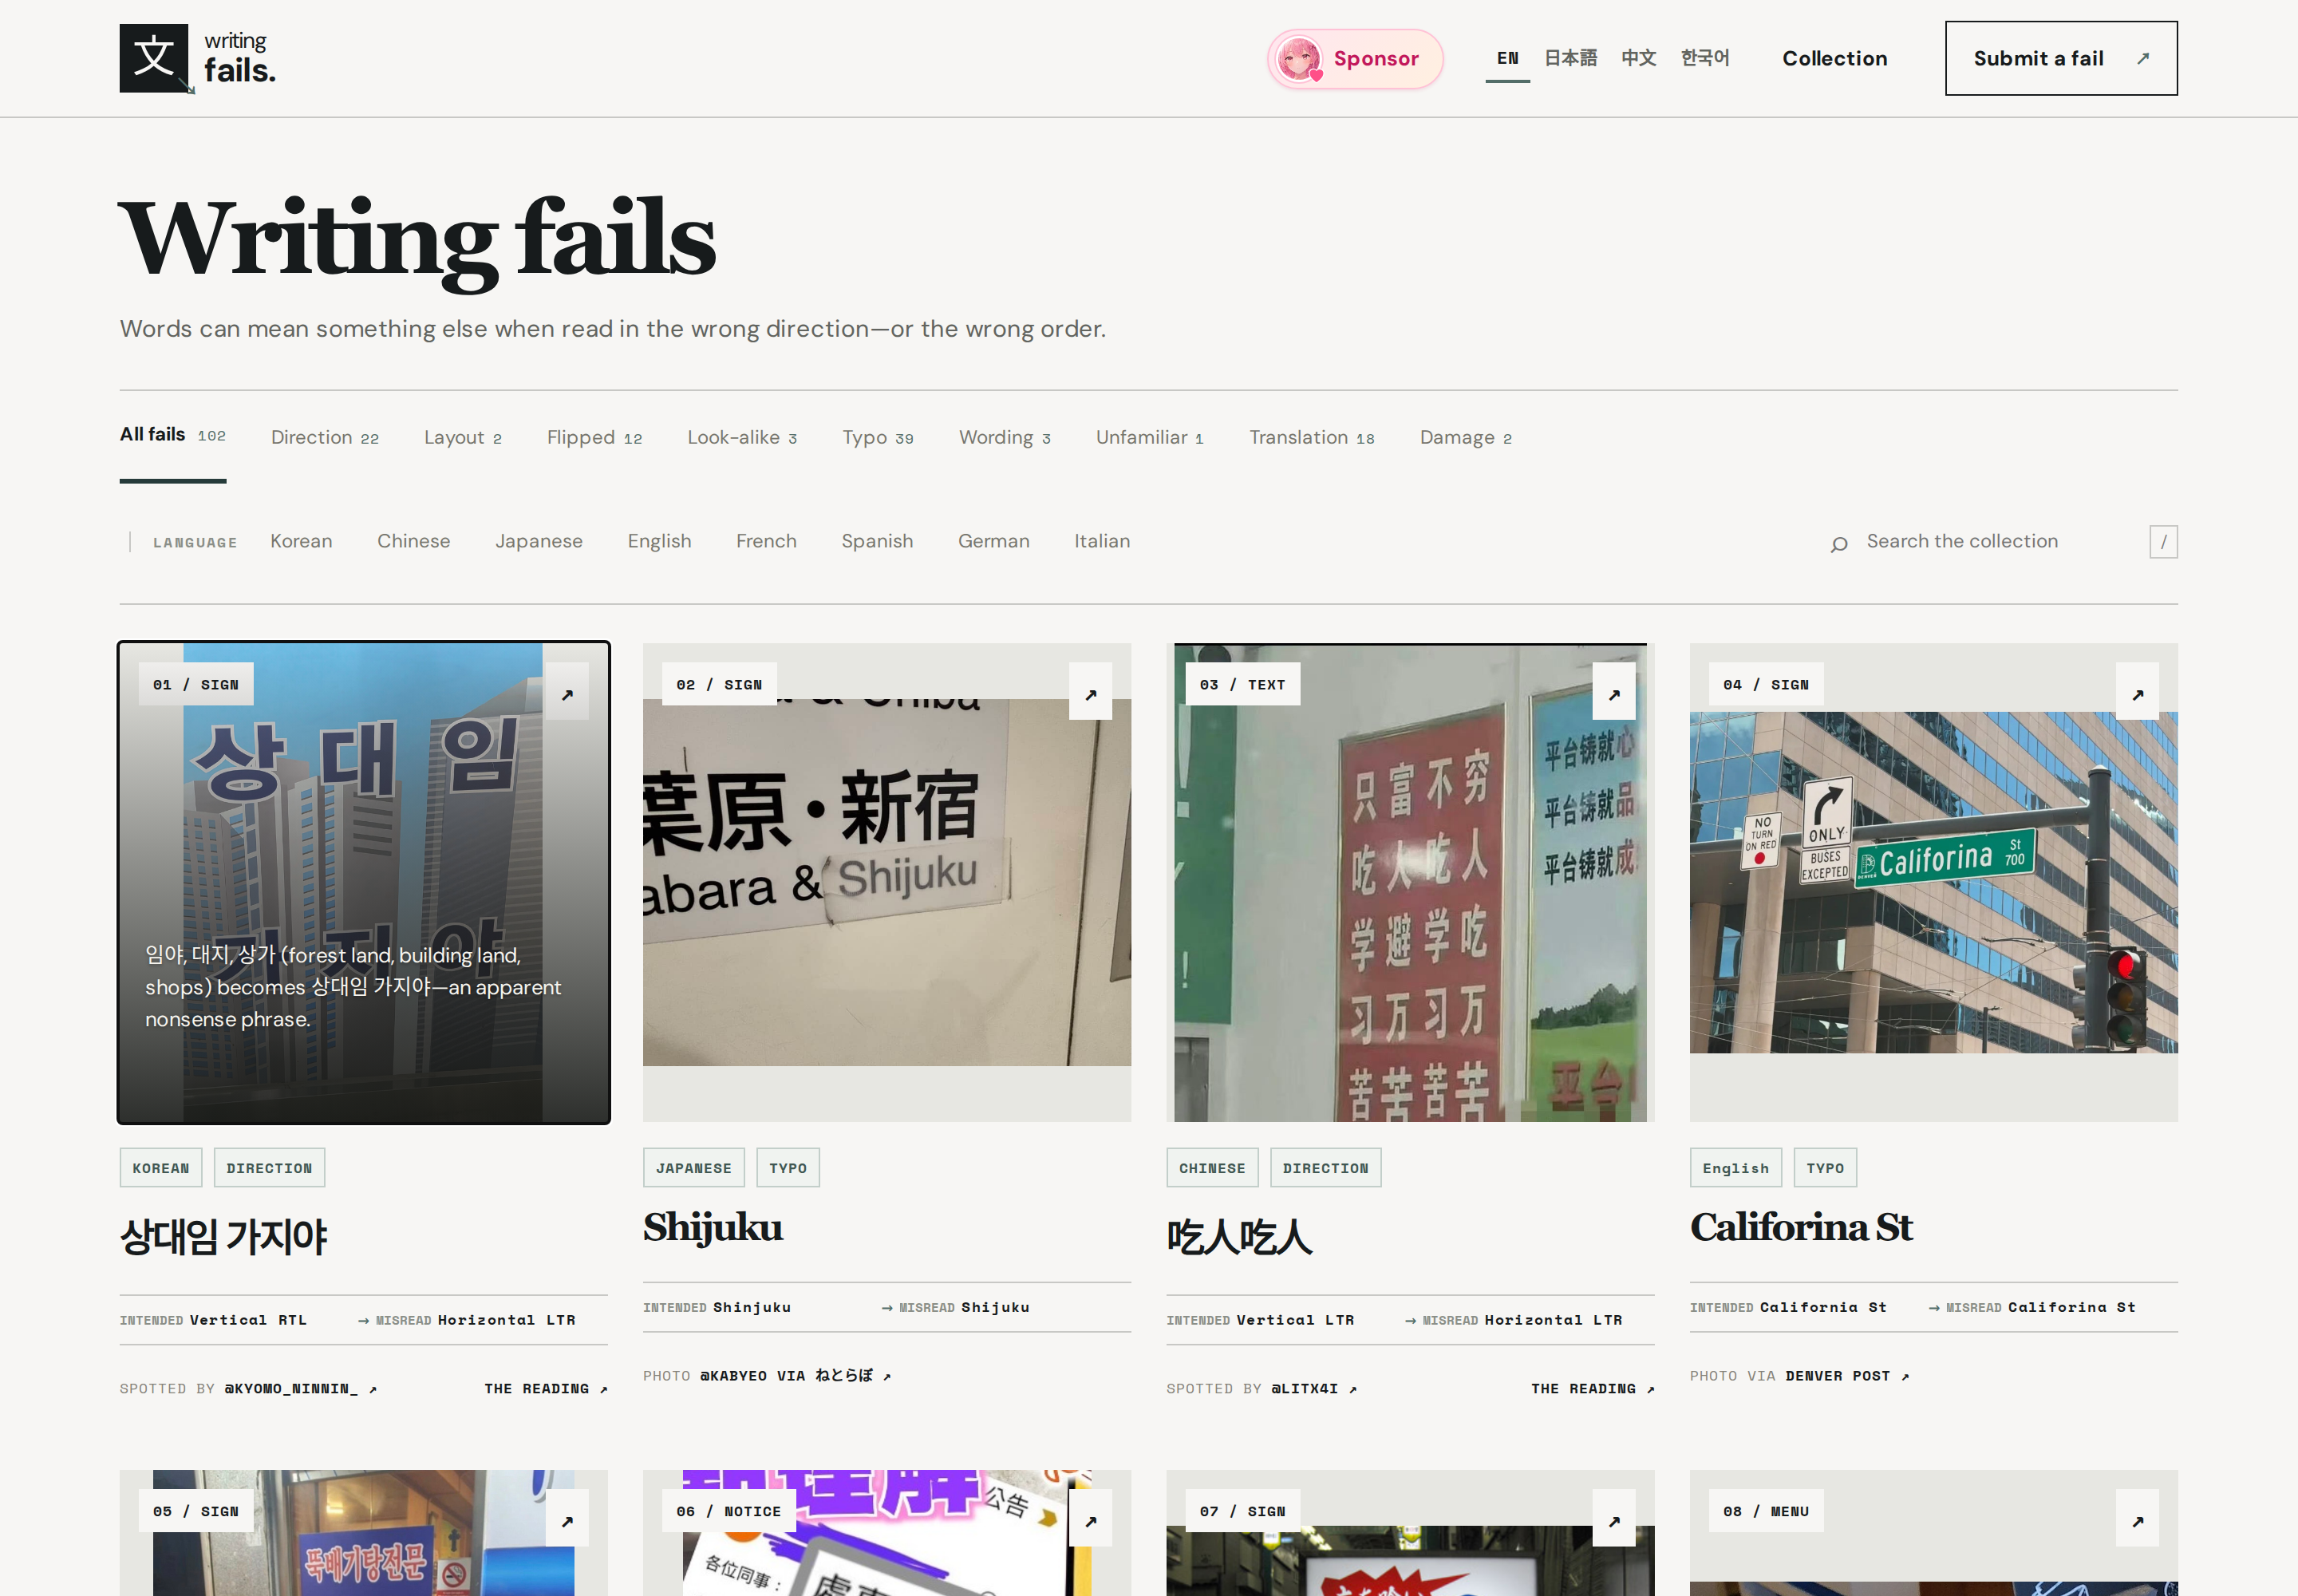 文
writing
fails.
Sponsor
EN 日本語 中文 한국어
Collection
Submit a fail ↗
Writing fails
Words can mean something else when read in the wrong direction—or the wrong order.
All fails 102 Direction 22 Layout 2 Flipped 12 Look-alike 3 Typo 39 Wording 3 Unfamiliar 1 Translation 18 Damage 2
LANGUAGE Korean Chinese Japanese English French Spanish German Italian
Search the collection /
01 / SIGN ↗
상 대 임
가 지 야
임야, 대지, 상가 (forest land, building land,
shops) becomes 상대임 가지야—an apparent
nonsense phrase.
KOREAN DIRECTION
상대임 가지야
INTENDED Vertical RTL → MISREAD Horizontal LTR
SPOTTED BY @KYOMO_NINNIN_ ↗ THE READING ↗
02 / SIGN ↗
& Chiba
葉原・新宿
abara & Shijuku
JAPANESE TYPO
Shijuku
INTENDED Shinjuku → MISREAD Shijuku
PHOTO @KABYEO VIA ねとらぼ ↗
03 / TEXT ↗
只富不穷
吃人吃人
学避学吃
习万习万
苦苦苦苦
平台铸就心
平台铸就品
平台铸就成
平台
CHINESE DIRECTION
吃人吃人
INTENDED Vertical LTR → MISREAD Horizontal LTR
SPOTTED BY @LITX4I ↗ THE READING ↗
04 / SIGN ↗
NO
TURN
ON RED
ONLY
BUSES
EXCEPTED
Califorina St
700
English TYPO
Califorina St
INTENDED California St → MISREAD Califorina St
PHOTO VIA DENVER POST ↗
05 / SIGN ↗
뚝배기탕전문
06 / NOTICE ↗
理解
公告
各位同事：
07 / SIGN ↗
08 / MENU ↗